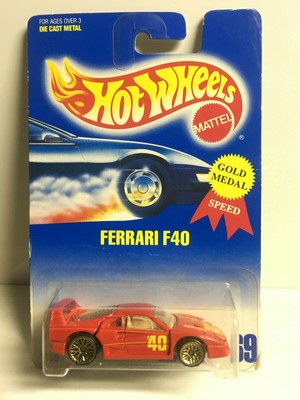 FOR AGES OVER 3
DIE CAST METAL
HOT WHEELS
MATTEL
GOLD
MEDAL
SPEED
FERRARI F40
40
69